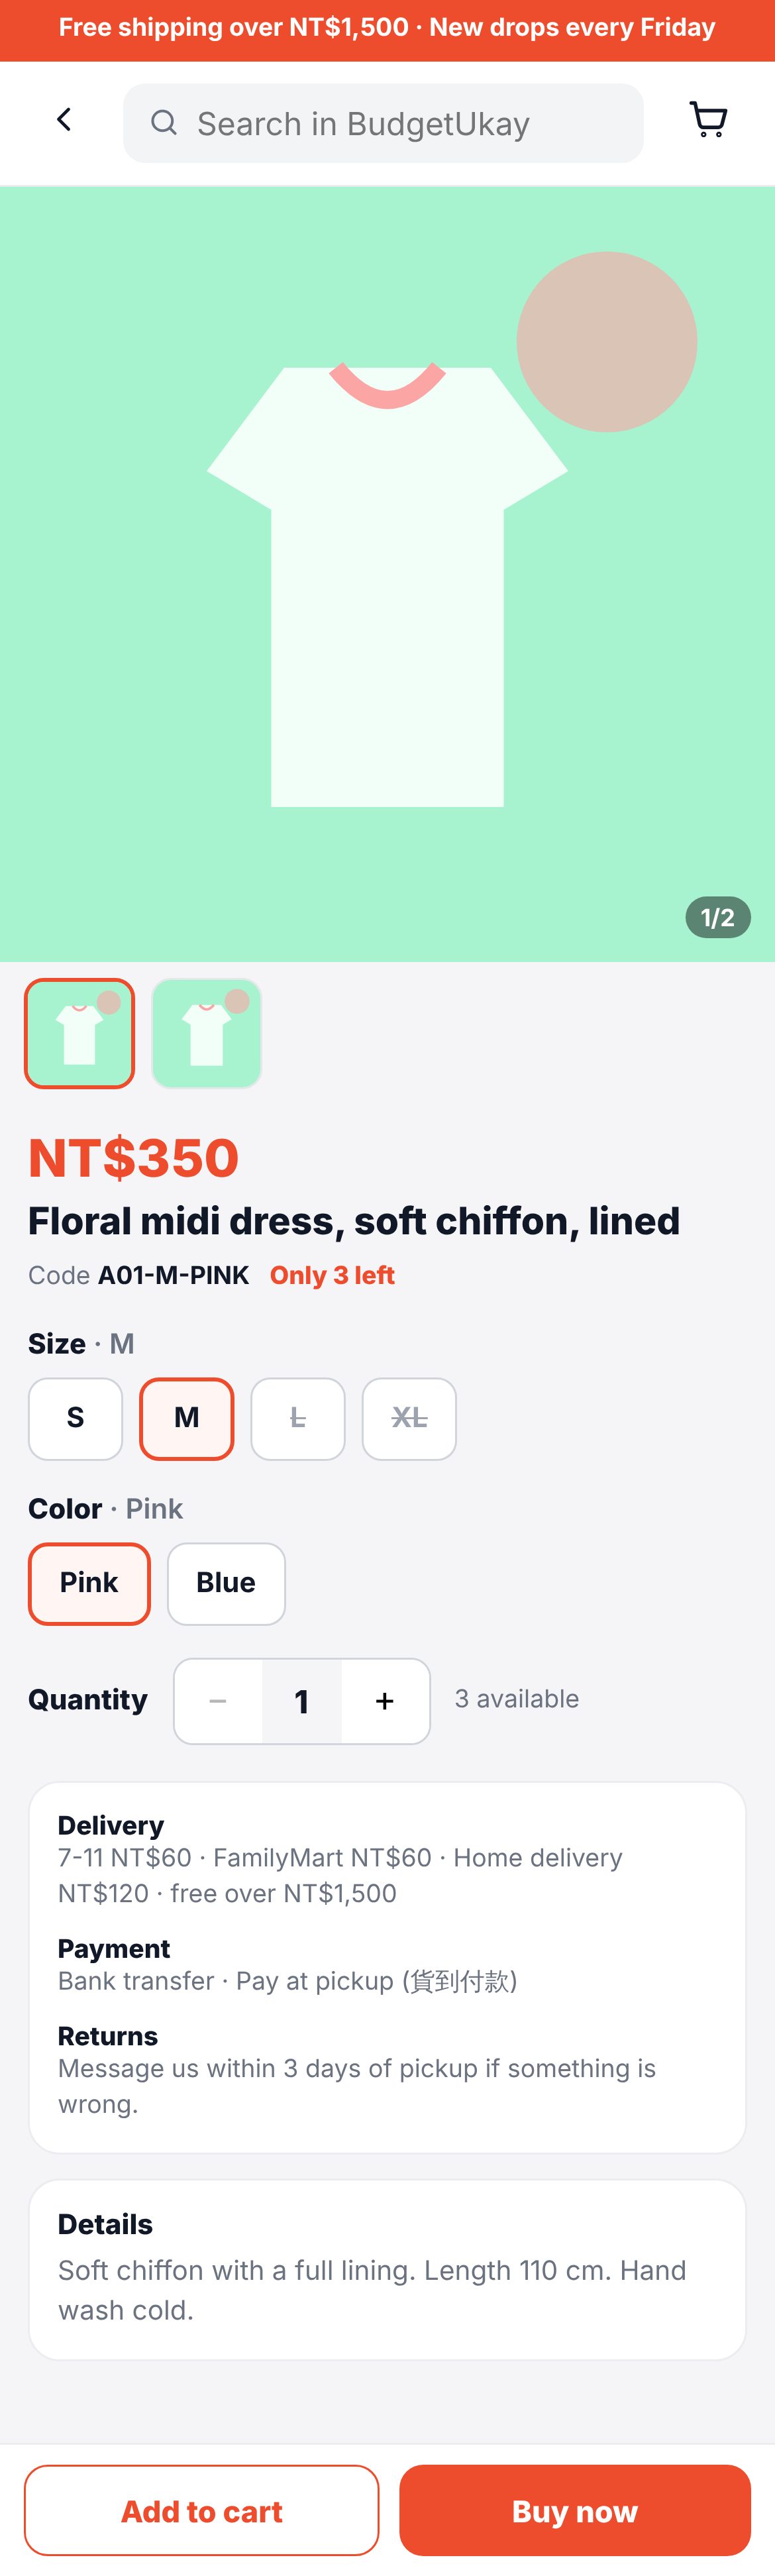 Free shipping over NT$1,500 · New drops every Friday
Search in BudgetUkay
1/2
NT$350
Floral midi dress, soft chiffon, lined
Code A01-M-PINK Only 3 left
Size · M
S M L XL
Color · Pink
Pink Blue
Quantity − 1 + 3 available
Delivery
7-11 NT$60 · FamilyMart NT$60 · Home delivery
NT$120 · free over NT$1,500
Payment
Bank transfer · Pay at pickup (貨到付款)
Returns
Message us within 3 days of pickup if something is
wrong.
Details
Soft chiffon with a full lining. Length 110 cm. Hand
wash cold.
Add to cart Buy now